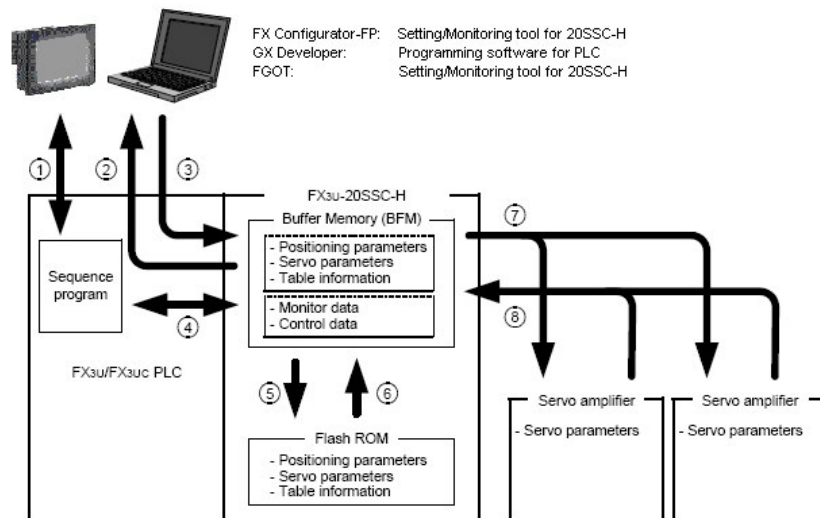 FX Configurator-FP: Setting/Monitoring tool for 20SSC-H
GX Developer: Programming software for PLC
FGOT: Setting/Monitoring tool for 20SSC-H
① ② ③
FX3U-20SSC-H
Buffer Memory (BFM)
⑦
- Positioning parameters
- Servo parameters
- Table information
Sequence
program
④
- Monitor data
- Control data
⑧
FX3U/FX3UC PLC
⑤ ⑥
Servo amplifier
- Servo parameters
Servo amplifier
- Servo parameters
Flash ROM
- Positioning parameters
- Servo parameters
- Table information